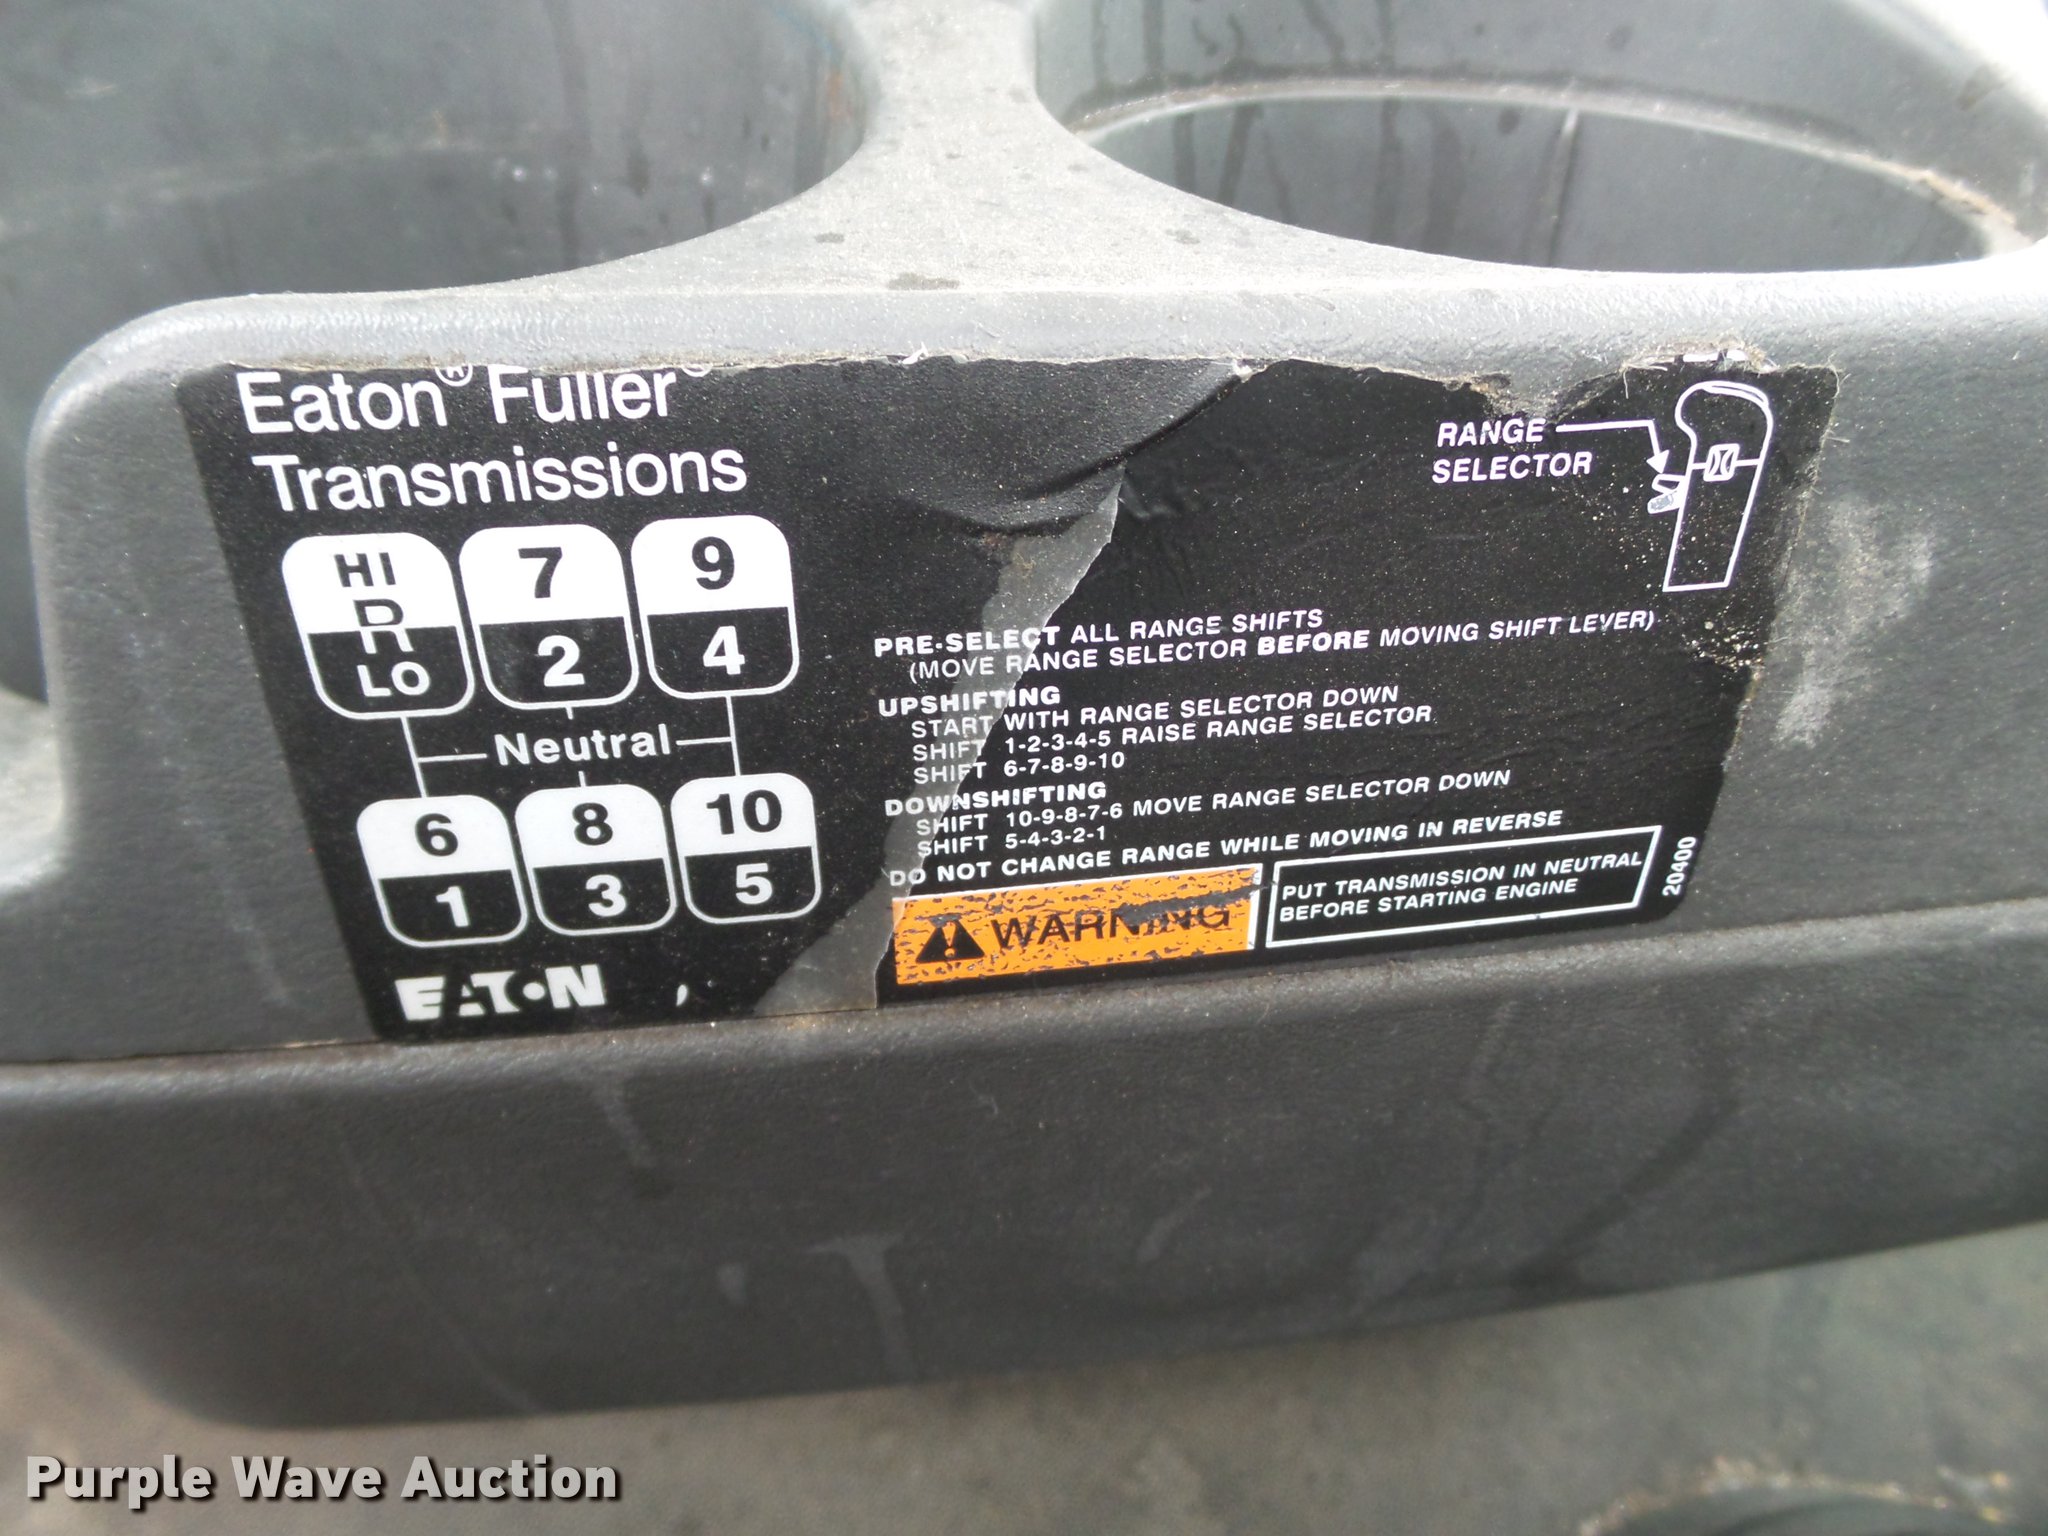 Eaton® Fuller®
Transmissions
HI
R
LO
7
2
9
4
Neutral
6
1
8
3
10
5
EATON
RANGE
SELECTOR
PRE-SELECT ALL RANGE SHIFTS
(MOVE RANGE SELECTOR BEFORE MOVING SHIFT LEVER)
UPSHIFTING
START WITH RANGE SELECTOR DOWN
SHIFT 1-2-3-4-5 RAISE RANGE SELECTOR
SHIFT 6-7-8-9-10
DOWNSHIFTING
SHIFT 10-9-8-7-6 MOVE RANGE SELECTOR DOWN
SHIFT 5-4-3-2-1
DO NOT CHANGE RANGE WHILE MOVING IN REVERSE
WARNING
PUT TRANSMISSION IN NEUTRAL
BEFORE STARTING ENGINE
20400
Purple Wave Auction